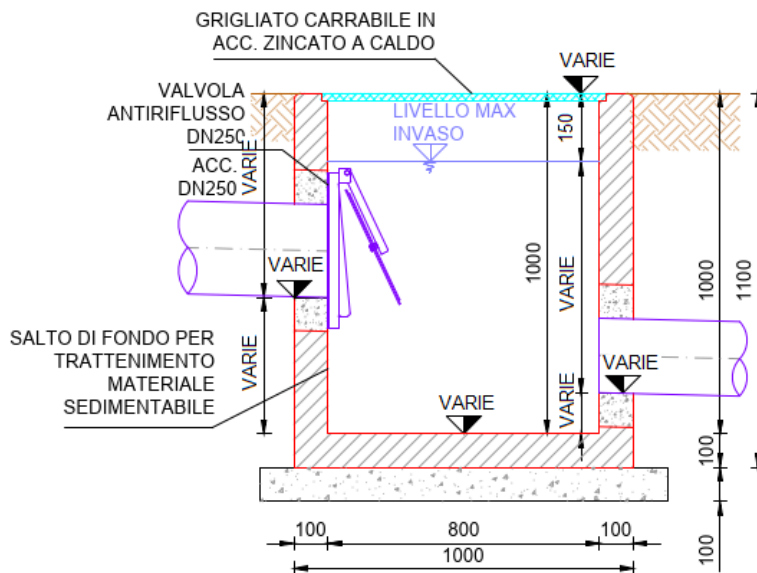 GRIGLIATO CARRABILE IN
ACC. ZINCATO A CALDO
VARIE
VALVOLA
ANTIRIFLUSSO
DN250
ACC.
DN250
LIVELLO MAX
INVASO
150
VARIE
VARIE
1000
VARIE
1000
1100
SALTO DI FONDO PER
TRATTENIMENTO
MATERIALE
SEDIMENTABILE
VARIE
VARIE
VARIE
VARIE
100
100
100
800
100
1000